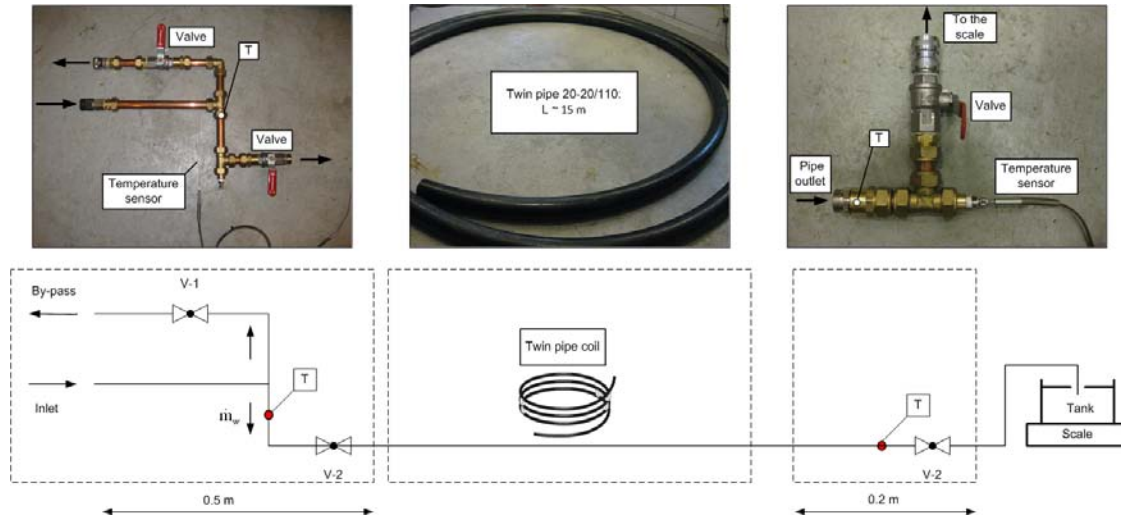 Valve
T
Valve
Temperature
sensor
Twin pipe 20-20/110:
L ~ 15 m
To the
scale
Valve
T
Pipe
outlet
Temperature
sensor
V-1
By-pass
Twin pipe coil
T
T
Inlet
ṁw
Tank
Scale
V-2
V-2
0.5 m
0.2 m